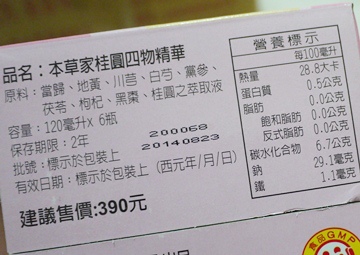 品名：本草家桂圓四物精華
原料：當歸、地黃、川芎、白芍、黨參、
茯苓、枸杞、黑棗、桂圓之萃取液
容量：120毫升x 6瓶
保存期限：2年
200068
批號：標示於包裝上
20140823
有效日期：標示於包裝上（西元年/月/日）
建議售價:390元
營養標示
每100毫升
熱量 28.8大卡
蛋白質 0.5公克
脂肪 0公克
飽和脂肪 0公克
反式脂肪 0公克
碳水化合物 6.7公克
鈉 29.1毫克
鐵 1.1毫克
食品GMP